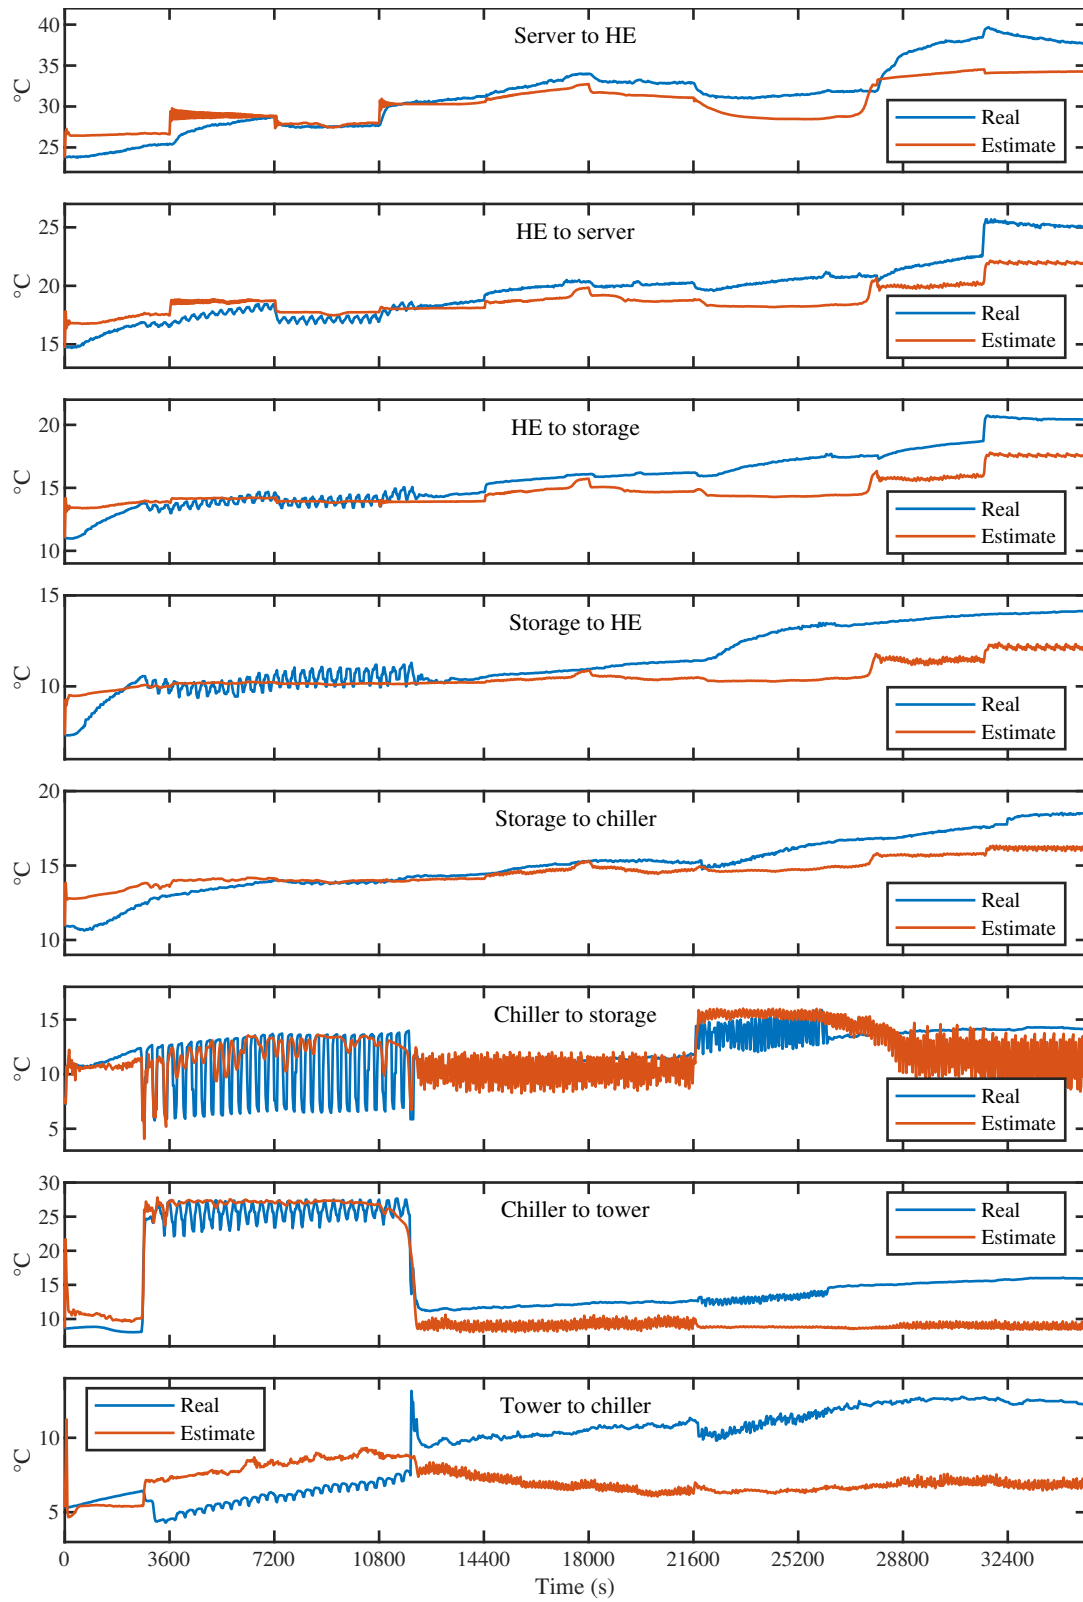 Server to HE
°C
40
35
30
25
Real
Estimate
HE to server
°C
25
20
15
Real
Estimate
HE to storage
°C
20
15
10
Real
Estimate
Storage to HE
°C
15
10
Real
Estimate
Storage to chiller
°C
20
15
10
Real
Estimate
Chiller to storage
°C
15
10
5
Real
Estimate
Chiller to tower
°C
30
25
20
15
10
Real
Estimate
Tower to chiller
°C
10
5
Real
Estimate
0 3600 7200 10800 14400 18000 21600 25200 28800 32400
Time (s)